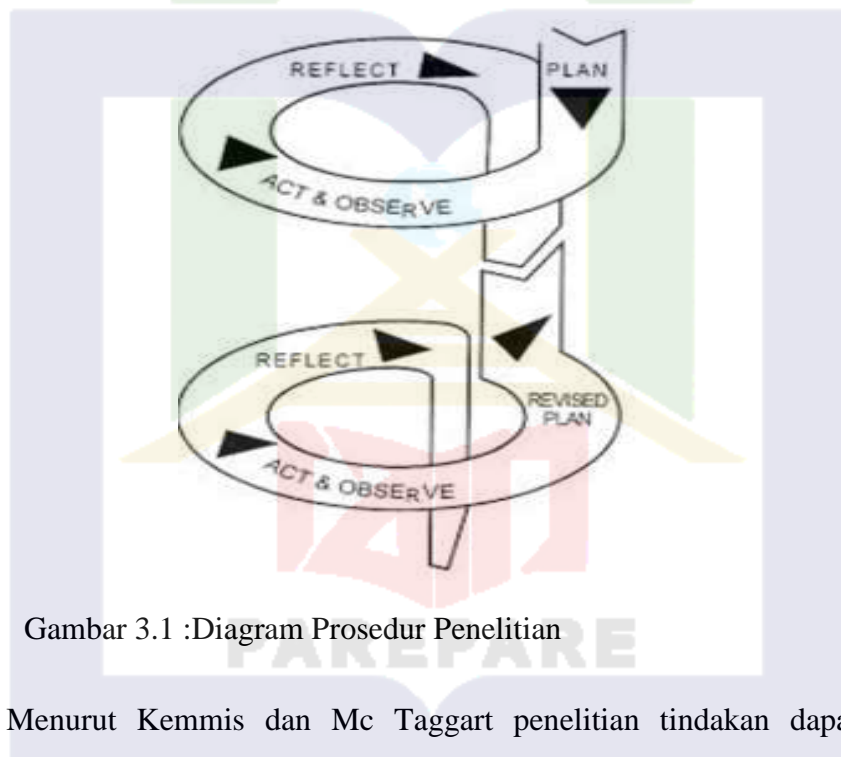 REFLECT PLAN
ACT & OBSERVE
REFLECT
REVISED
PLAN
ACT & OBSERVE
Gambar 3.1 :Diagram Prosedur Penelitian
PAREPARE
Menurut Kemmis dan Mc Taggart penelitian tindakan dapa